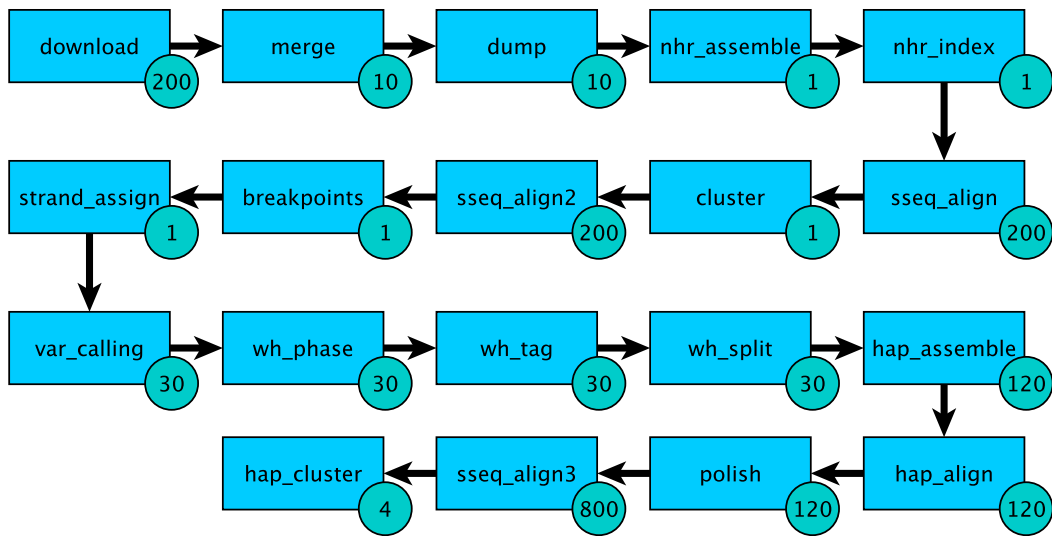 download
200
merge
10
dump
10
nhr_assemble
1
nhr_index
1
strand_assign
1
breakpoints
1
sseq_align2
200
cluster
1
sseq_align
200
var_calling
30
wh_phase
30
wh_tag
30
wh_split
30
hap_assemble
120
hap_cluster
4
sseq_align3
800
polish
120
hap_align
120